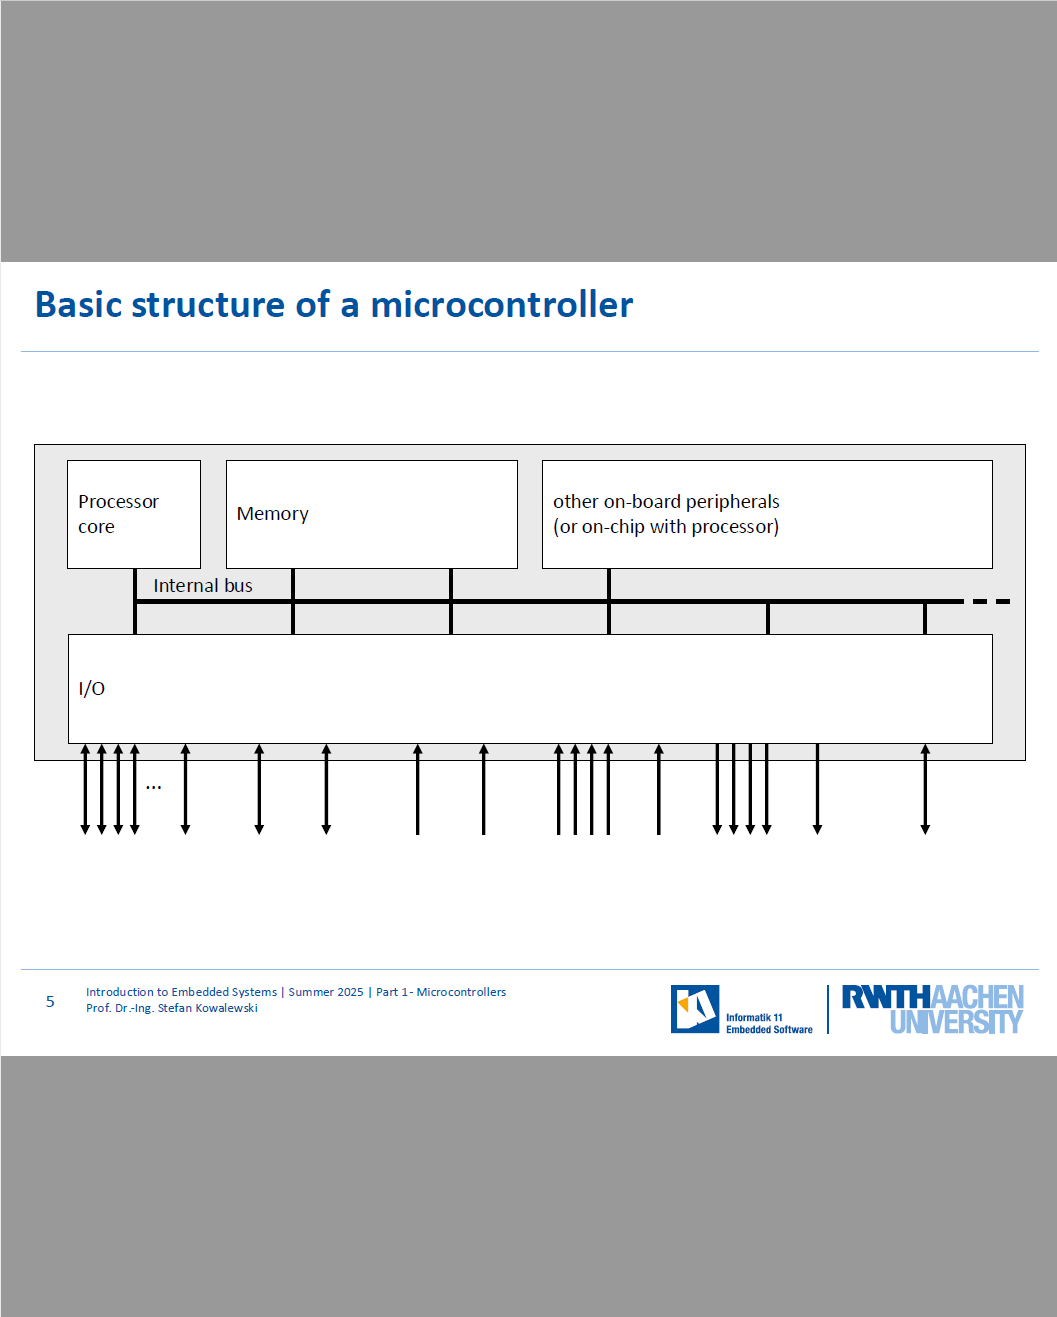 Basic structure of a microcontroller
Processor
core
Memory
other on-board peripherals
(or on-chip with processor)
Internal bus
I/O
...
5
Introduction to Embedded Systems | Summer 2025 | Part 1- Microcontrollers
Prof. Dr.-Ing. Stefan Kowalewski
Informatik 11
Embedded Software
RWTHAACHEN
UNIVERSITY